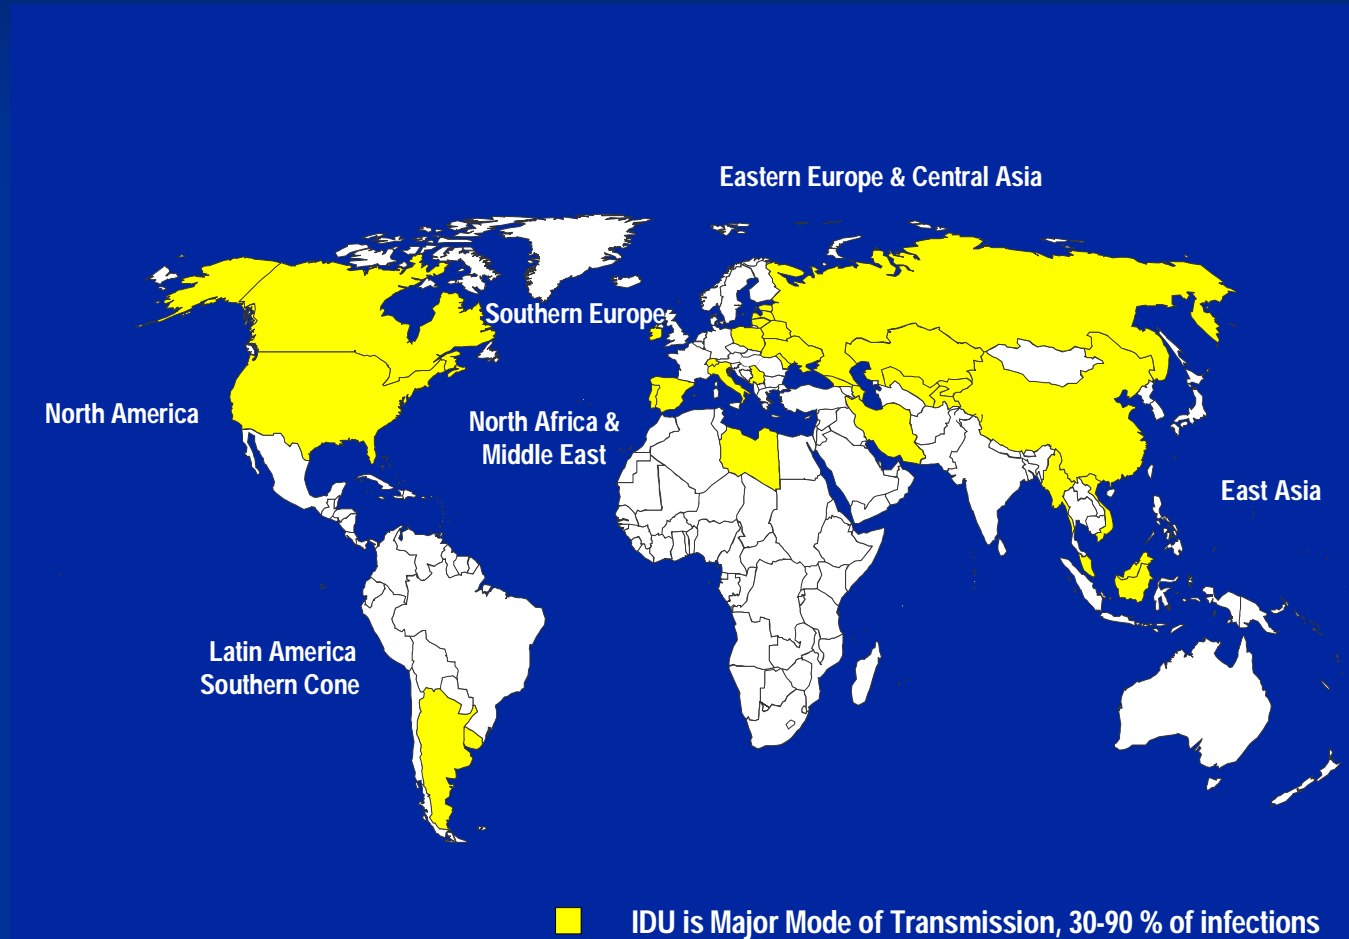 Eastern Europe & Central Asia
Southern Europe
North America
North Africa &
Middle East
East Asia
Latin America
Southern Cone
IDU is Major Mode of Transmission, 30-90 % of infections